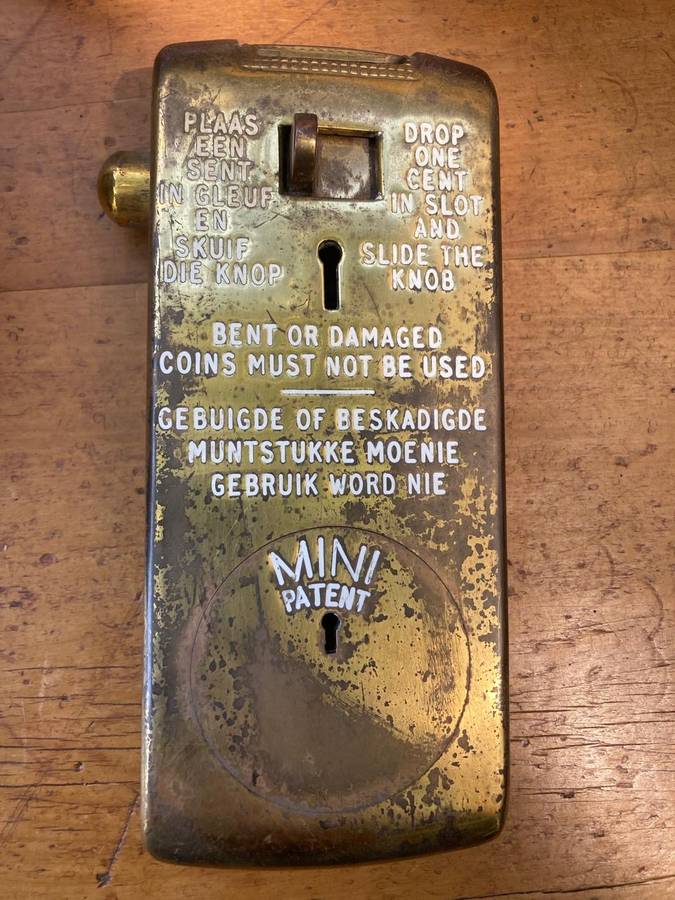 PLAAS
EEN
SENT
IN GLEUF
EN
SKUIF
DIE KNOP
DROP
ONE
CENT
IN SLOT
AND
SLIDE THE
KNOB
BENT OR DAMAGED
COINS MUST NOT BE USED
GEBUIGDE OF BESKADIGDE
MUNTSTUKKE MOENIE
GEBRUIK WORD NIE
MINI
PATENT